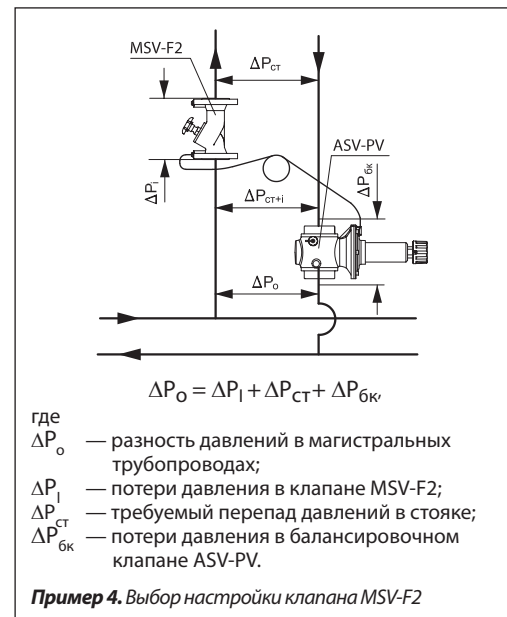 MSV-F2
ΔPст
ASV-PV
ΔPi
ΔPбк
ΔPст+i
ΔPо
ΔPо = ΔPI + ΔPст + ΔPбк,
где
ΔPо — разность давлений в магистральных
трубопроводах;
ΔPI — потери давления в клапане MSV-F2;
ΔPст — требуемый перепад давлений в стояке;
ΔPбк — потери давления в балансировочном
клапане ASV-PV.
Пример 4. Выбор настройки клапана MSV-F2